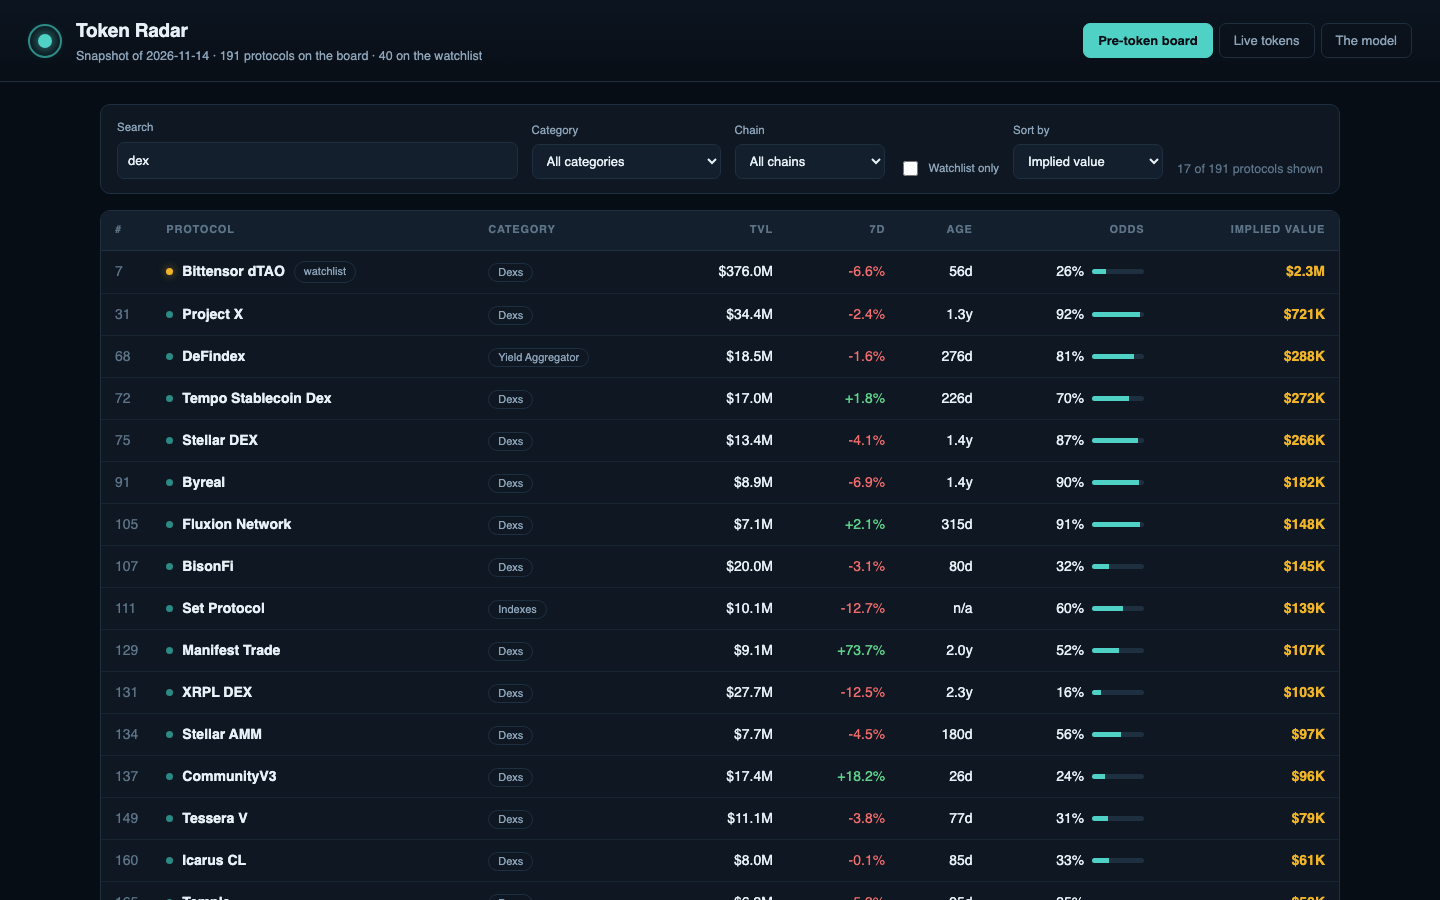 Token Radar
Snapshot of 2026-11-14 · 191 protocols on the board · 40 on the watchlist
Pre-token board
Live tokens
The model
Search
Category
Chain
Sort by
dex
All categories
All chains
Watchlist only
Implied value
17 of 191 protocols shown
# PROTOCOL CATEGORY TVL 7D AGE ODDS IMPLIED VALUE
7 Bittensor dTAO watchlist Dexs $376.0M -6.6% 56d 26% $2.3M
31 Project X Dexs $34.4M -2.4% 1.3y 92% $721K
68 DeFindex Yield Aggregator $18.5M -1.6% 276d 81% $288K
72 Tempo Stablecoin Dex Dexs $17.0M +1.8% 226d 70% $272K
75 Stellar DEX Dexs $13.4M -4.1% 1.4y 87% $266K
91 Byreal Dexs $8.9M -6.9% 1.4y 90% $182K
105 Fluxion Network Dexs $7.1M +2.1% 315d 91% $148K
107 BisonFi Dexs $20.0M -3.1% 80d 32% $145K
111 Set Protocol Indexes $10.1M -12.7% n/a 60% $139K
129 Manifest Trade Dexs $9.1M +73.7% 2.0y 52% $107K
131 XRPL DEX Dexs $27.7M -12.5% 2.3y 16% $103K
134 Stellar AMM Dexs $7.7M -4.5% 180d 56% $97K
137 CommunityV3 Dexs $17.4M +18.2% 26d 24% $96K
149 Tessera V Dexs $11.1M -3.8% 77d 31% $79K
160 Icarus CL Dexs $8.0M -0.1% 85d 33% $61K